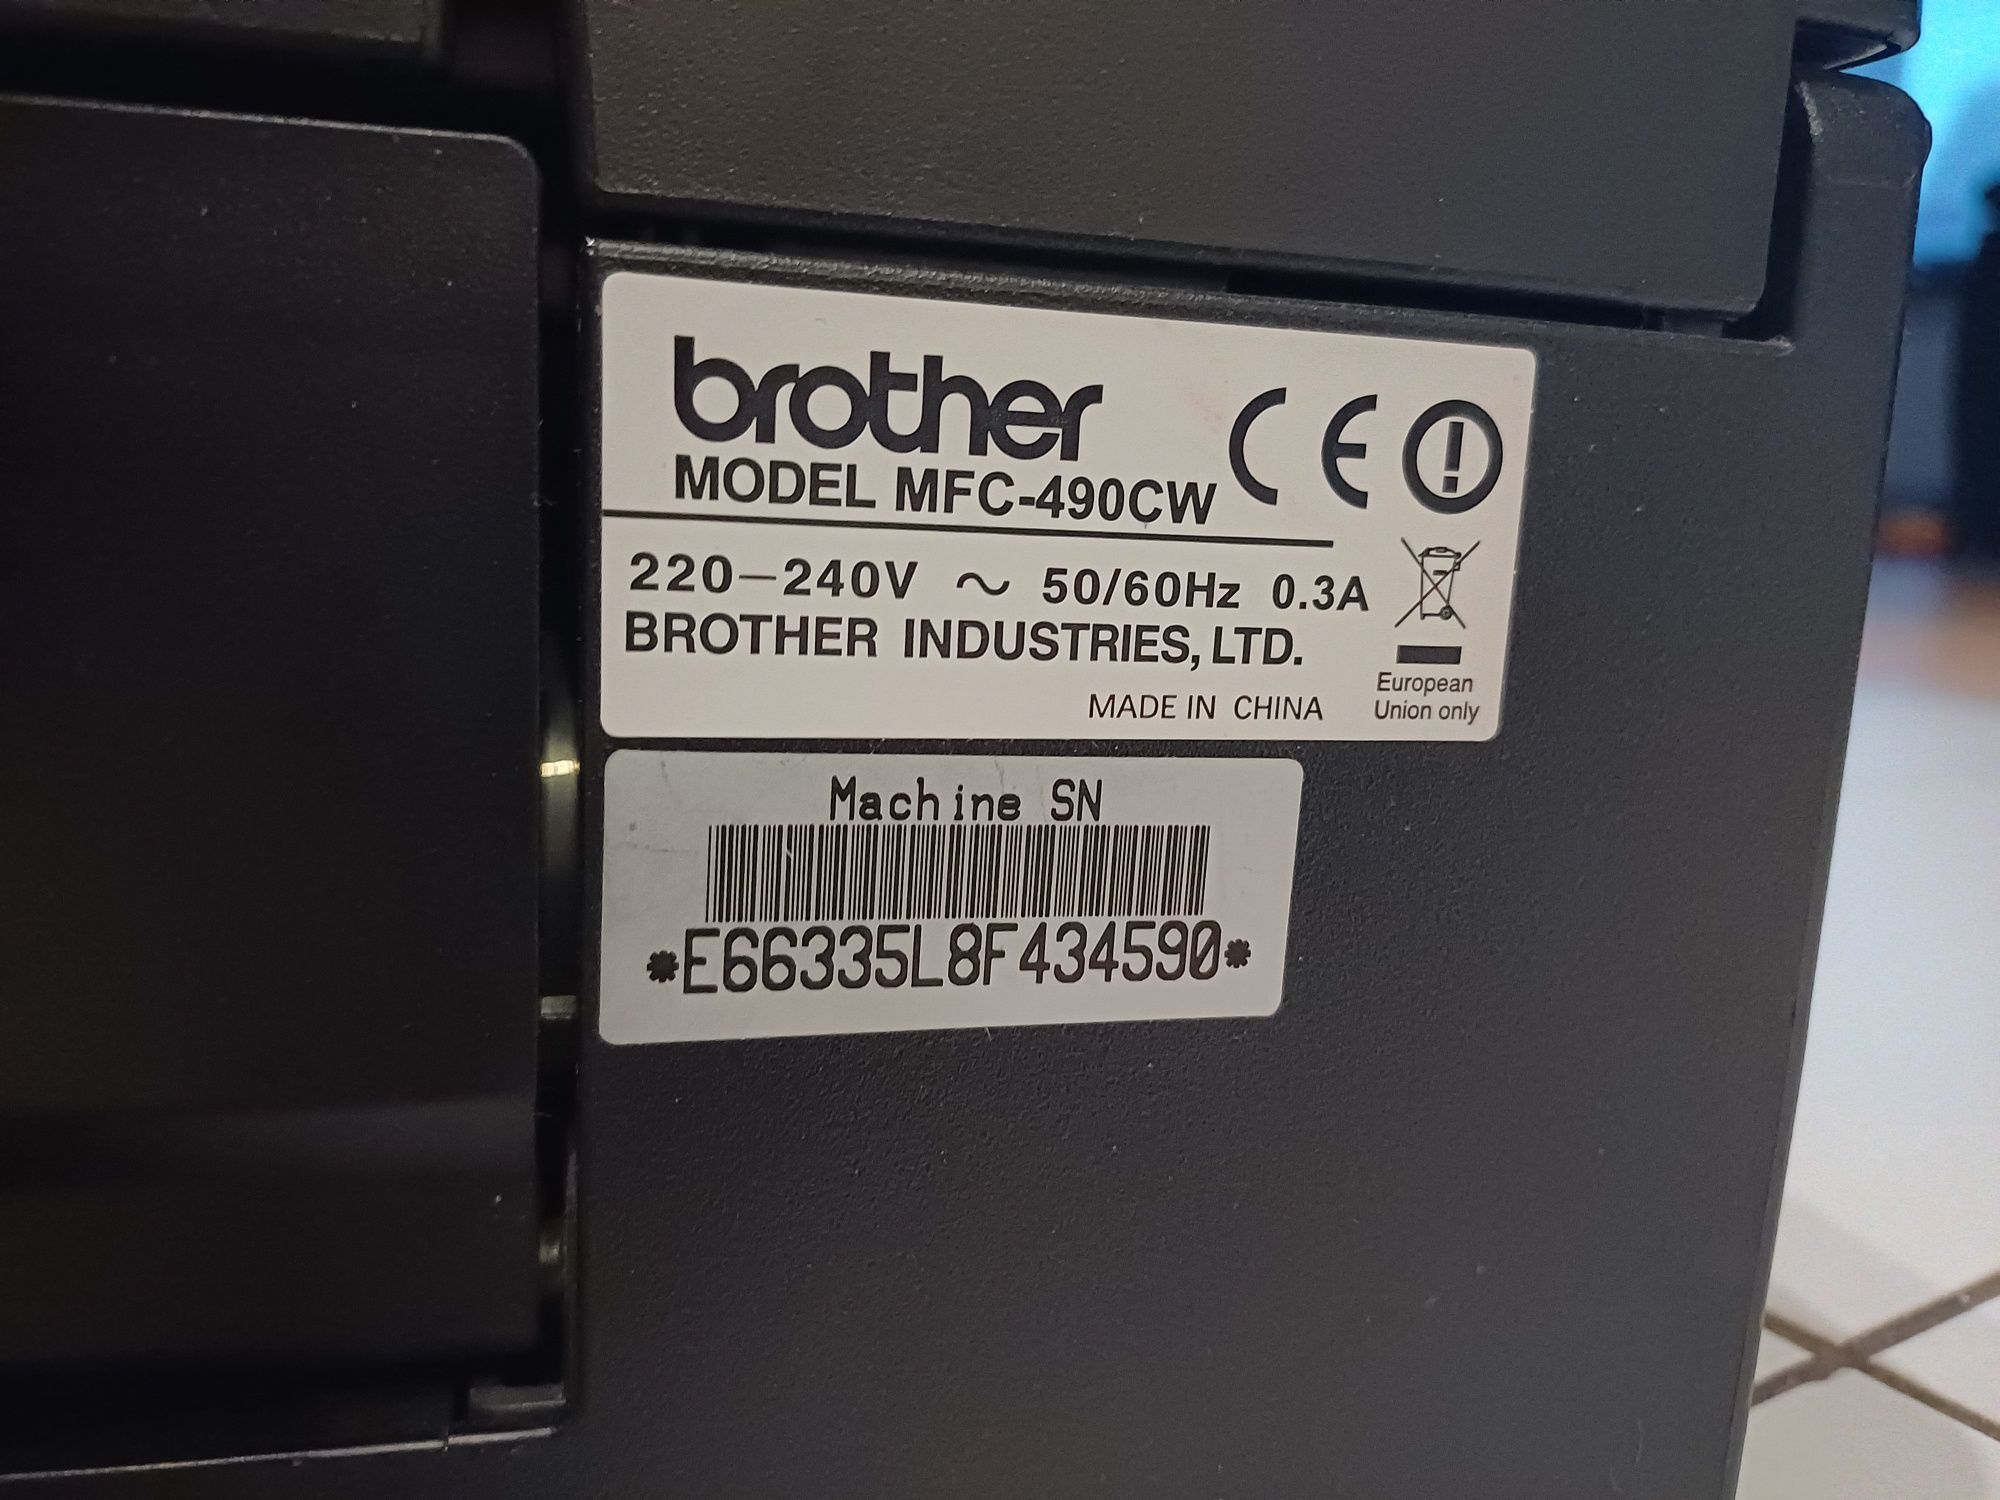 brother
MODEL MFC-490CW
CE
220-240V ~ 50/60Hz 0.3A
BROTHER INDUSTRIES, LTD.
MADE IN CHINA
European
Union only
Machine SN
*E66335L8F434590*